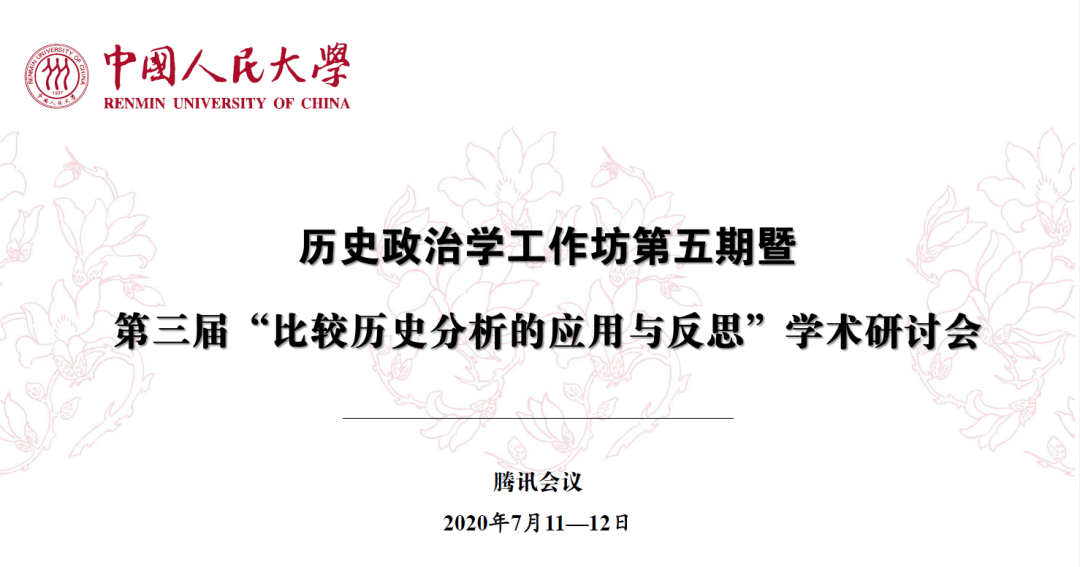 中國人民大學
RENMIN UNIVERSITY OF CHINA
RENMIN UNIVERSITY OF CHINA
1937
中国人民大学
历史政治学工作坊第五期暨
第三届“比较历史分析的应用与反思”学术研讨会
腾讯会议
2020年7月11—12日